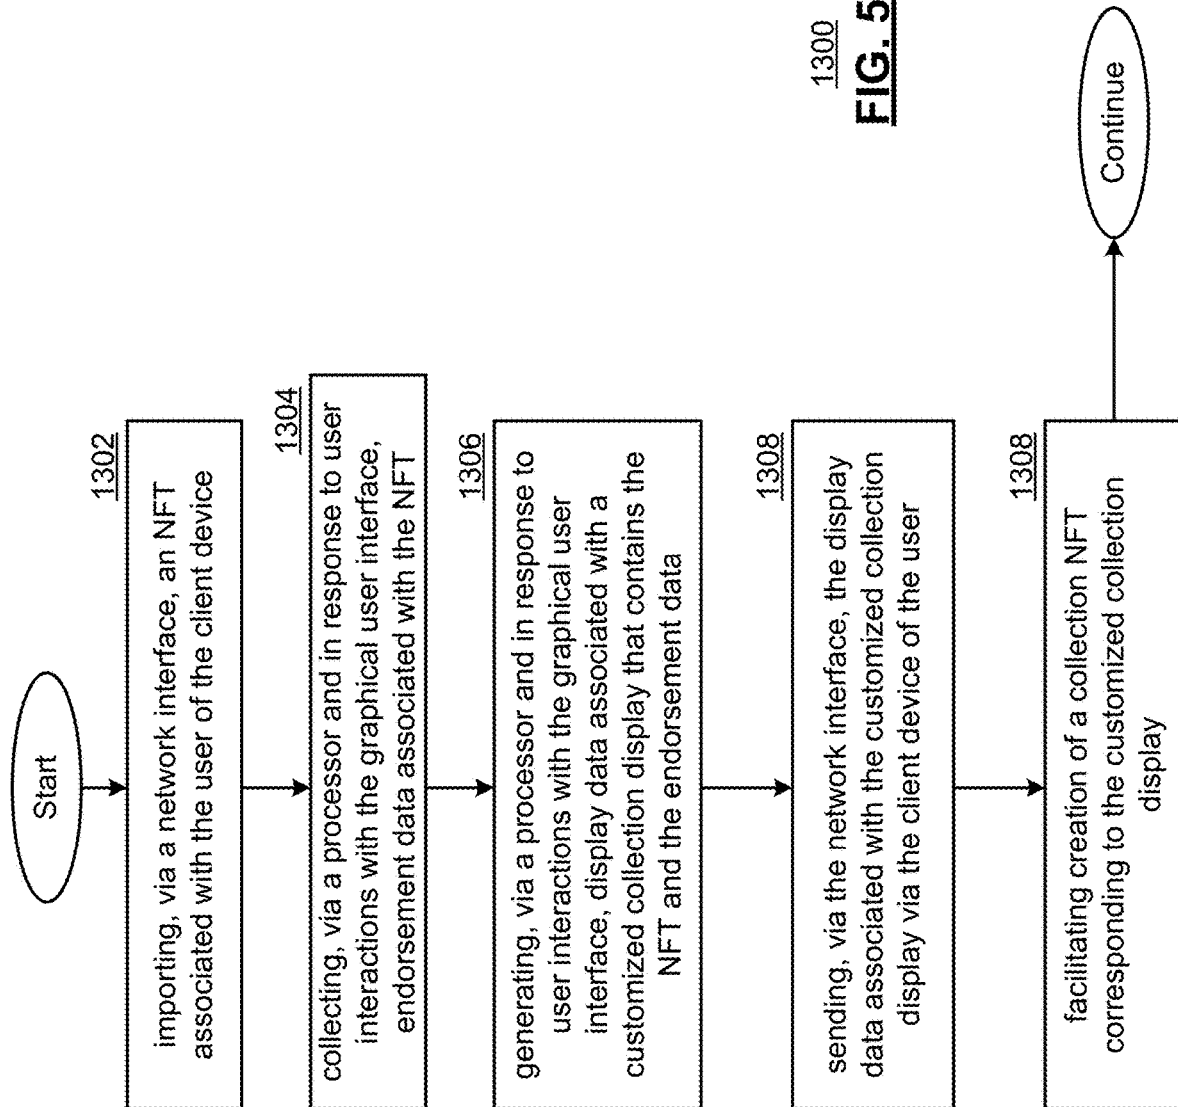 Start
1302
importing, via a network interface, an NFT
associated with the user of the client device
1304
collecting, via a processor and in response to user
interactions with the graphical user interface,
endorsement data associated with the NFT
1306
generating, via a processor and in response to
user interactions with the graphical user
interface, display data associated with a
customized collection display that contains the
NFT and the endorsement data
1308
sending, via the network interface, the display
data associated with the customized collection
display via the client device of the user
1308
facilitating creation of a collection NFT
corresponding to the customized collection
display
Continue
1300
FIG. 5